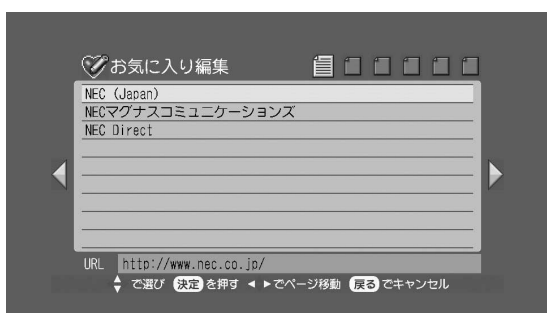 お気に入り編集
NEC (Japan)
NECマグナスコミュニケーションズ
NEC Direct
URL http://www.nec.co.jp/
で選び 決定 を押す ◀ ▶でページ移動 戻る でキャンセル